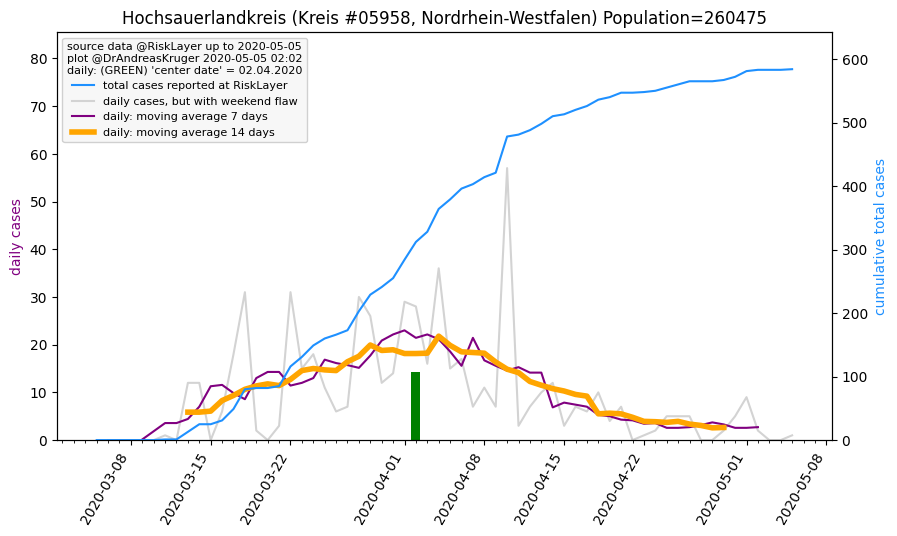 Hochsauerlandkreis (Kreis #05958, Nordrhein-Westfalen) Population=260475
source data @RiskLayer up to 2020-05-05
plot @DrAndreasKruger 2020-05-05 02:02
daily: (GREEN) 'center date' = 02.04.2020
total cases reported at RiskLayer
daily cases, but with weekend flaw
daily: moving average 7 days
daily: moving average 14 days
daily cases
80
70
60
50
40
30
20
10
0
600
500
400
300
200
100
0
cumulative total cases
2020-03-08
2020-03-15
2020-03-22
2020-04-01
2020-04-08
2020-04-15
2020-04-22
2020-05-01
2020-05-08